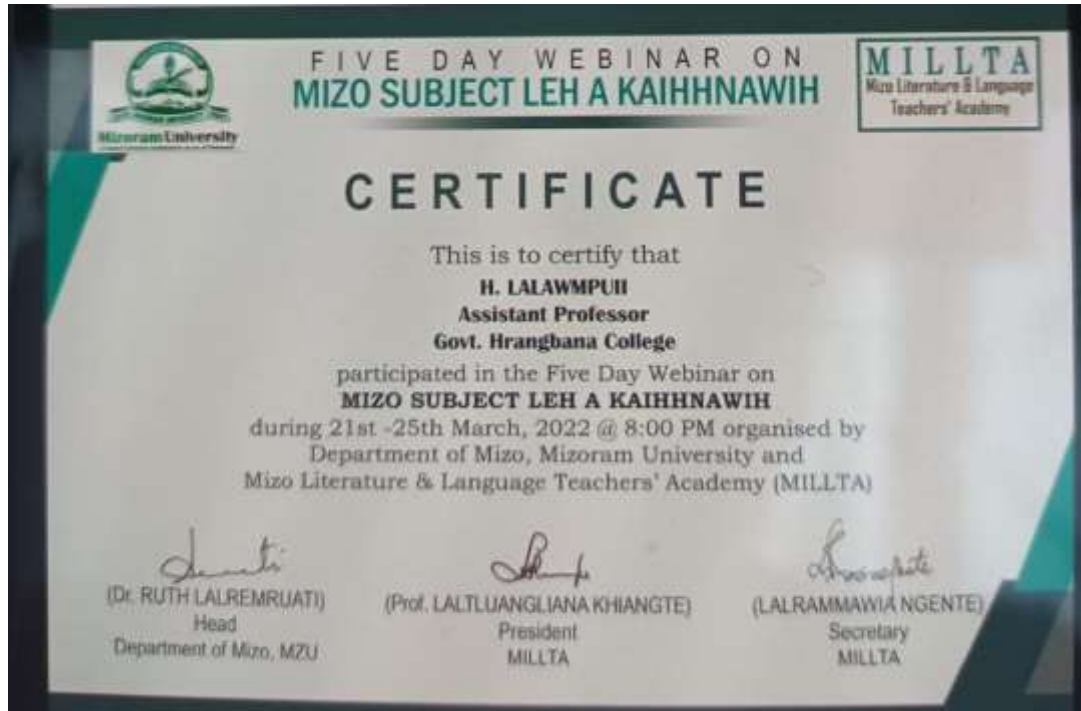 Mizoram University
FIVE DAY WEBINAR ON
MIZO SUBJECT LEH A KAIHHNAWIH
MILLTA
Mizo Literature & Language
Teachers' Academy
CERTIFICATE
This is to certify that
H. LALAWMPUII
Assistant Professor
Govt. Hrangbana College
participated in the Five Day Webinar on
MIZO SUBJECT LEH A KAIHHNAWIH
during 21st -25th March, 2022 @ 8:00 PM organised by
Department of Mizo, Mizoram University and
Mizo Literature & Language Teachers' Academy (MILLTA)
(Dr. RUTH LALREMRUATI)
Head
Department of Mizo, MZU
(Prof. LALTLUANGLIANA KHIANGTE)
President
MILLTA
(LALRAMMAWIA NGENTE)
Secretary
MILLTA